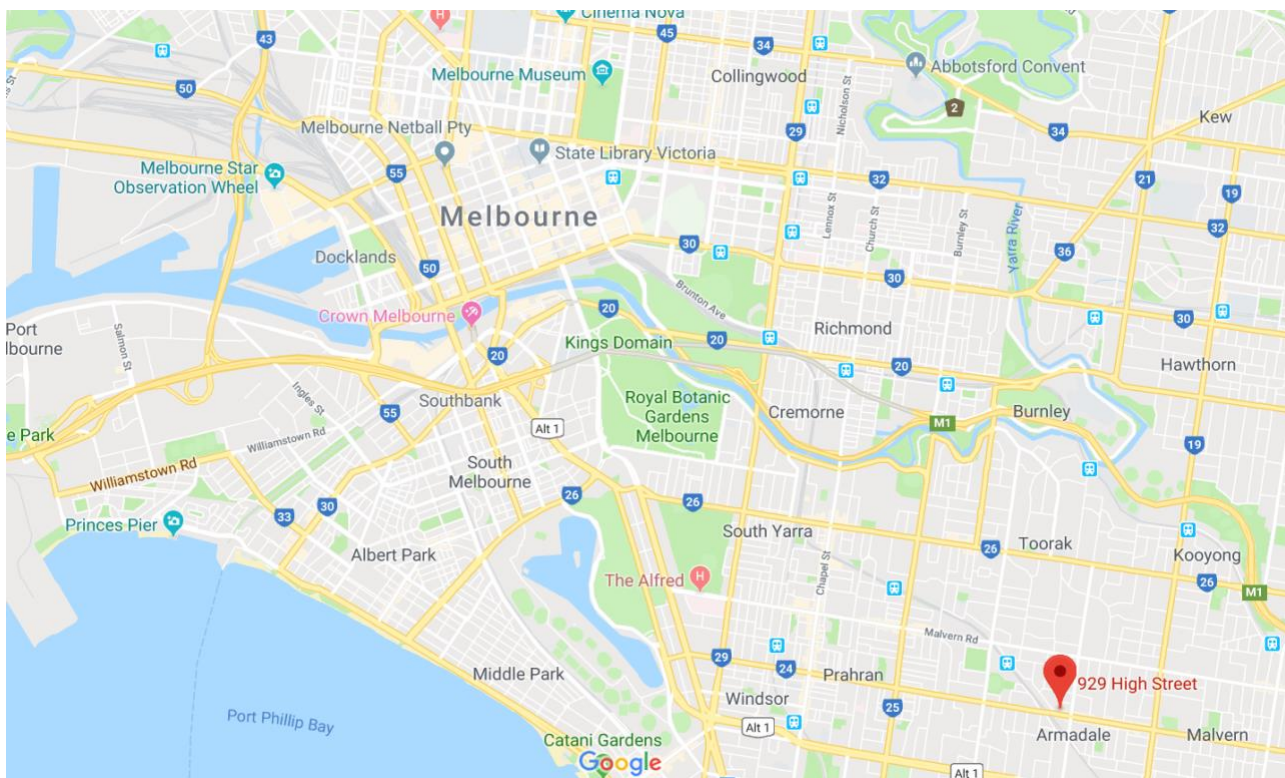 Cinema Nova
43
45
34
50
Melbourne Museum
Collingwood
Nicholson St
Abbotsford Convent
2
34
Kew
29
Melbourne Netball Pty
State Library Victoria
Melbourne Star
Observation Wheel
55
32
21
19
Melbourne
Lennox St
Church St
Burnley St
Yarra River
32
30
36
Docklands
50
30
Brunton Ave
Crown Melbourne
20
Port
lbourne
Salmon St
Kings Domain
20
Richmond
30
20
20
Hawthorn
Ingles St
Southbank
Royal Botanic
Gardens
Melbourne
Cremorne
Burnley
M1
55
Alt 1
e Park
Williamstown Rd
Williamstown Rd
19
South
Melbourne
26
26
30
33
Princes Pier
South Yarra
Toorak
26
Kooyong
Albert Park
The Alfred
H
Chapel St
26
M1
Malvern Rd
29
24
Prahran
Middle Park
929 High Street
Windsor
25
Port Phillip Bay
Alt 1
Armadale
Malvern
Catani Gardens
Google
Alt 1